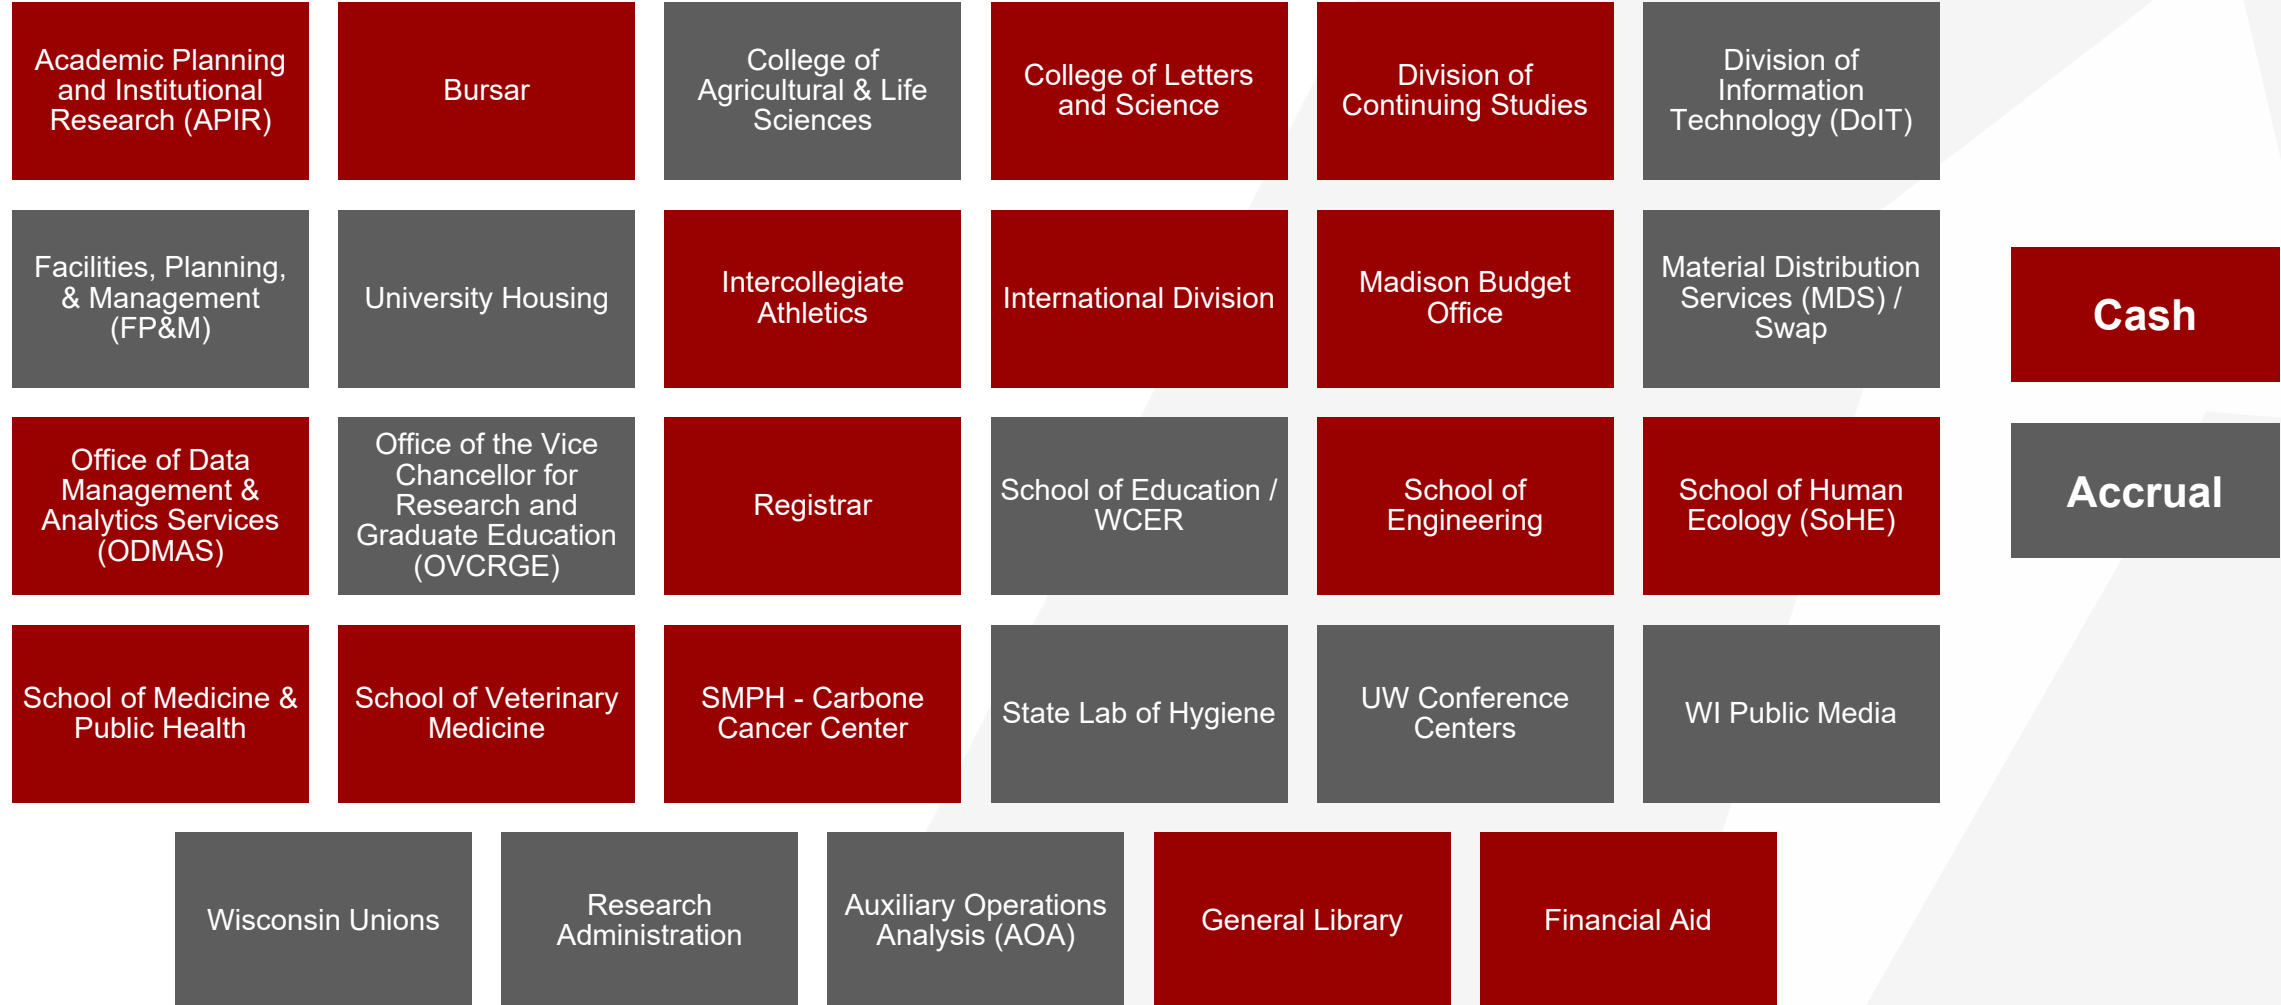 Academic Planning
and Institutional
Research (APIR)
Bursar
College of
Agricultural & Life
Sciences
College of Letters
and Science
Division of
Continuing Studies
Division of
Information
Technology (DoIT)
Facilities, Planning,
& Management
(FP&M)
University Housing
Intercollegiate
Athletics
International Division
Madison Budget
Office
Material Distribution
Services (MDS) /
Swap
Cash
Office of Data
Management &
Analytics Services
(ODMAS)
Office of the Vice
Chancellor for
Research and
Graduate Education
(OVCRGE)
Registrar
School of Education /
WCER
School of
Engineering
School of Human
Ecology (SoHE)
Accrual
School of Medicine &
Public Health
School of Veterinary
Medicine
SMPH - Carbone
Cancer Center
State Lab of Hygiene
UW Conference
Centers
WI Public Media
Wisconsin Unions
Research
Administration
Auxiliary Operations
Analysis (AOA)
General Library
Financial Aid